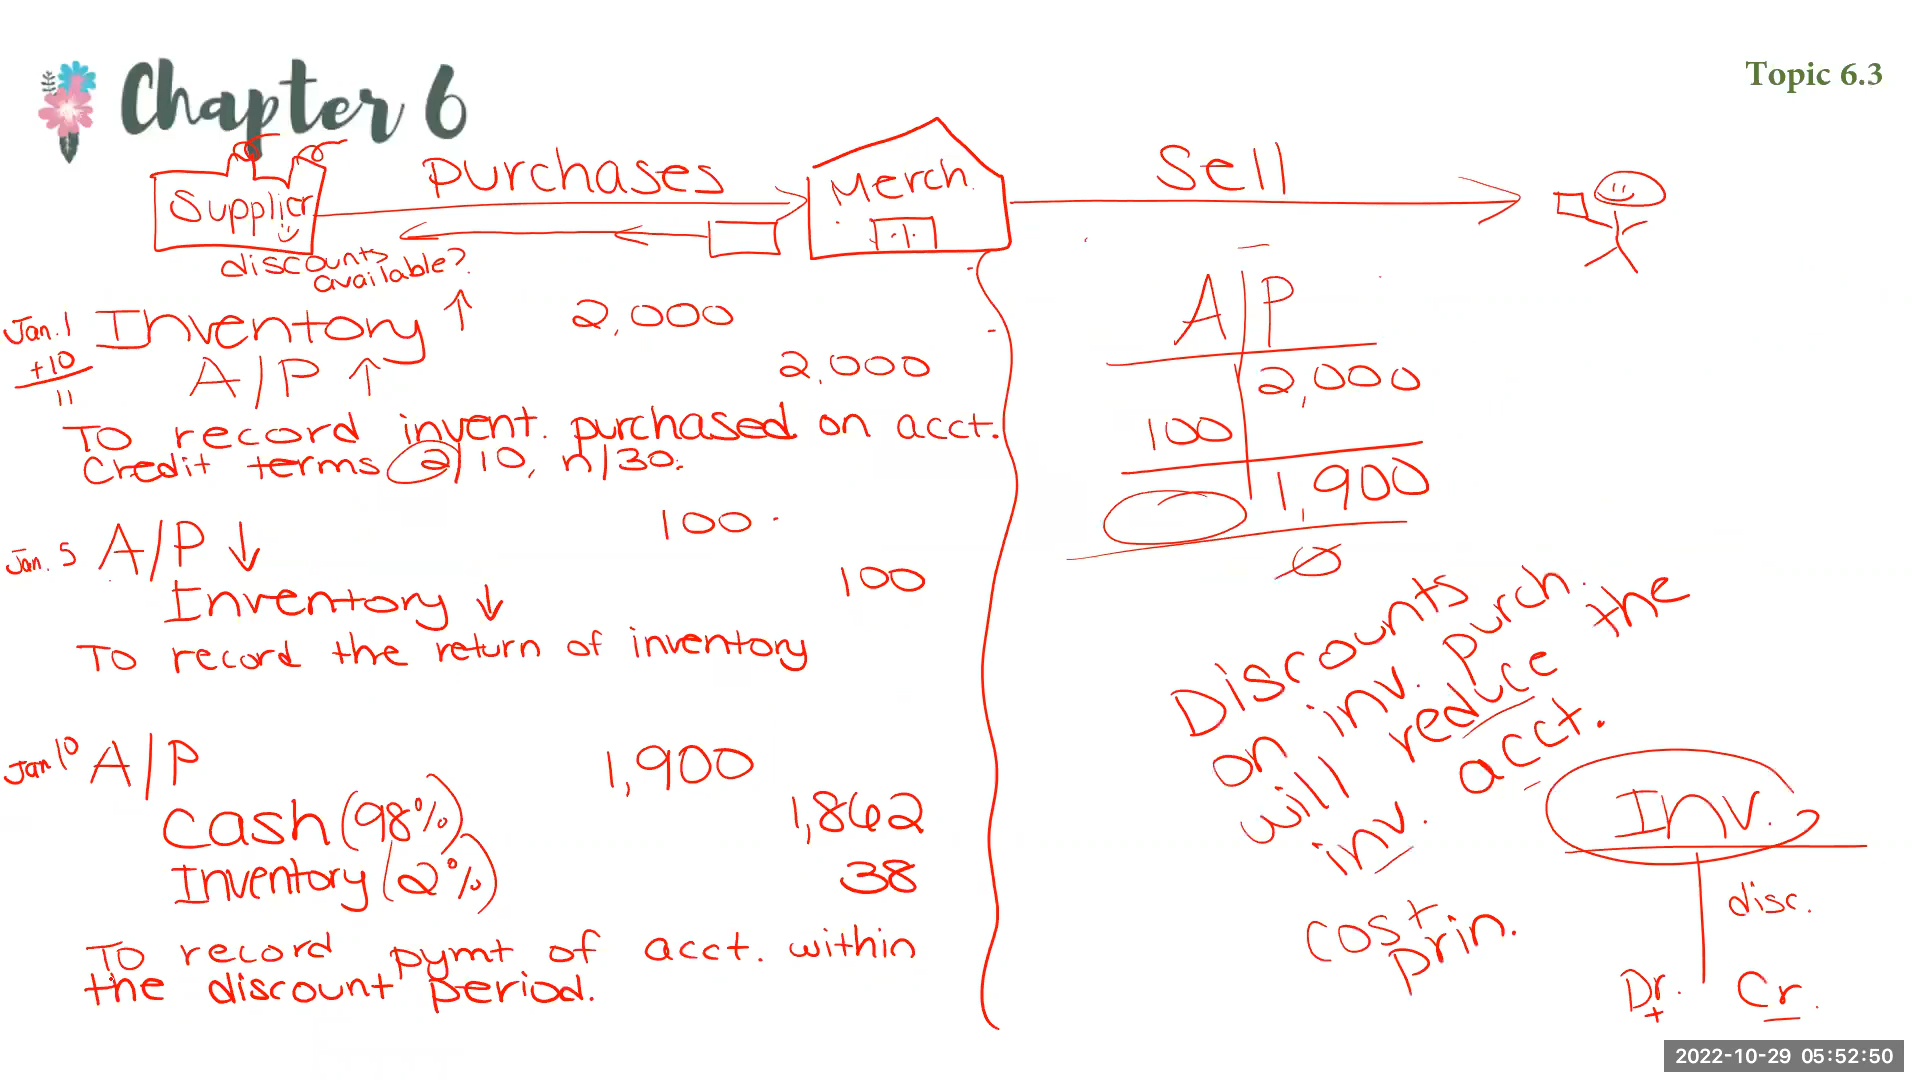 Chapter 6
Topic 6.3
Supplier
purchases
Merch.
Sell
discounts
available?
Jan. 1 Inventory ↑ 2,000
+10
11
A/P ↑ 2,000
To record invent. purchased on acct.
Credit terms 2/10, n/30.
Jan. 5 A/P ↓ 100
Inventory ↓ 100
To record the return of inventory
Jan 10 A/P 1,900
Cash (98%) 1,862
Inventory (2%) 38
To record pymt of acct. within
the discount period.
A/P
2,000
100
1,900
0
Discounts
on inv. purch.
will reduce the
inv. acct.
cost
prin.
Inv.
disc.
Dr. Cr.
+
2022-10-29 05:52:50